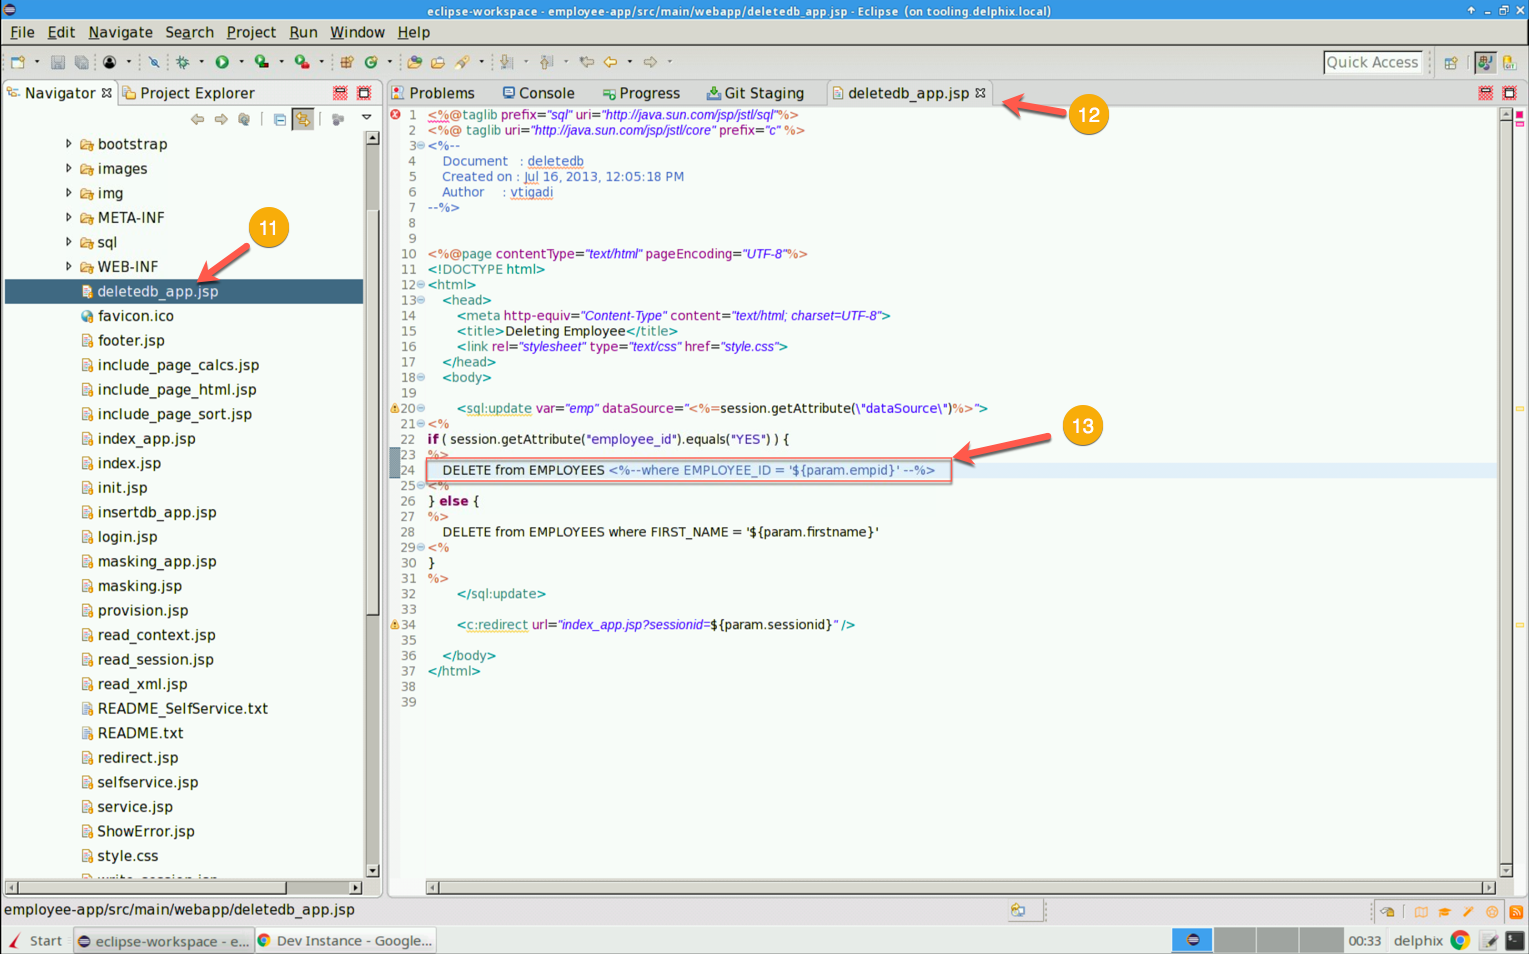 eclipse-workspace - employee-app/src/main/webapp/deletedb_app.jsp - Eclipse (on tooling.delphix.local)
File Edit Navigate Search Project Run Window Help
Quick Access
Navigator Project Explorer
Problems Console Progress Git Staging deletedb_app.jsp
12
11
13
bootstrap
images
img
META-INF
sql
WEB-INF
deletedb_app.jsp
favicon.ico
footer.jsp
include_page_calcs.jsp
include_page_html.jsp
include_page_sort.jsp
index_app.jsp
index.jsp
init.jsp
insertdb_app.jsp
login.jsp
masking_app.jsp
masking.jsp
provision.jsp
read_context.jsp
read_session.jsp
read_xml.jsp
README_SelfService.txt
README.txt
redirect.jsp
selfservice.jsp
service.jsp
ShowError.jsp
style.css
1 <%@taglib prefix="sql" uri="http://java.sun.com/jsp/jstl/sql"%>
2 <%@ taglib uri="http://java.sun.com/jsp/jstl/core" prefix="c" %>
3 <%--
4 Document : deletedb
5 Created on : Jul 16, 2013, 12:05:18 PM
6 Author : vtigadi
7 --%>
8
9
10 <%@page contentType="text/html" pageEncoding="UTF-8"%>
11 <!DOCTYPE html>
12 <html>
13 <head>
14 <meta http-equiv="Content-Type" content="text/html; charset=UTF-8">
15 <title>Deleting Employee</title>
16 <link rel="stylesheet" type="text/css" href="style.css">
17 </head>
18 <body>
19
20 <sql:update var="emp" dataSource="<%=session.getAttribute(\"dataSource\")%>">
21 <%
22 if ( session.getAttribute("employee_id").equals("YES") ) {
23 %>
24 DELETE from EMPLOYEES <%--where EMPLOYEE_ID = '${param.empid}' --%>
25 <%
26 } else {
27 %>
28 DELETE from EMPLOYEES where FIRST_NAME = '${param.firstname}'
29 <%
30 }
31 %>
32 </sql:update>
33
34 <c:redirect url="index_app.jsp?sessionid=${param.sessionid}" />
35
36 </body>
37 </html>
38
39
employee-app/src/main/webapp/deletedb_app.jsp
Start eclipse-workspace - e... Dev Instance - Google... 00:33 delphix